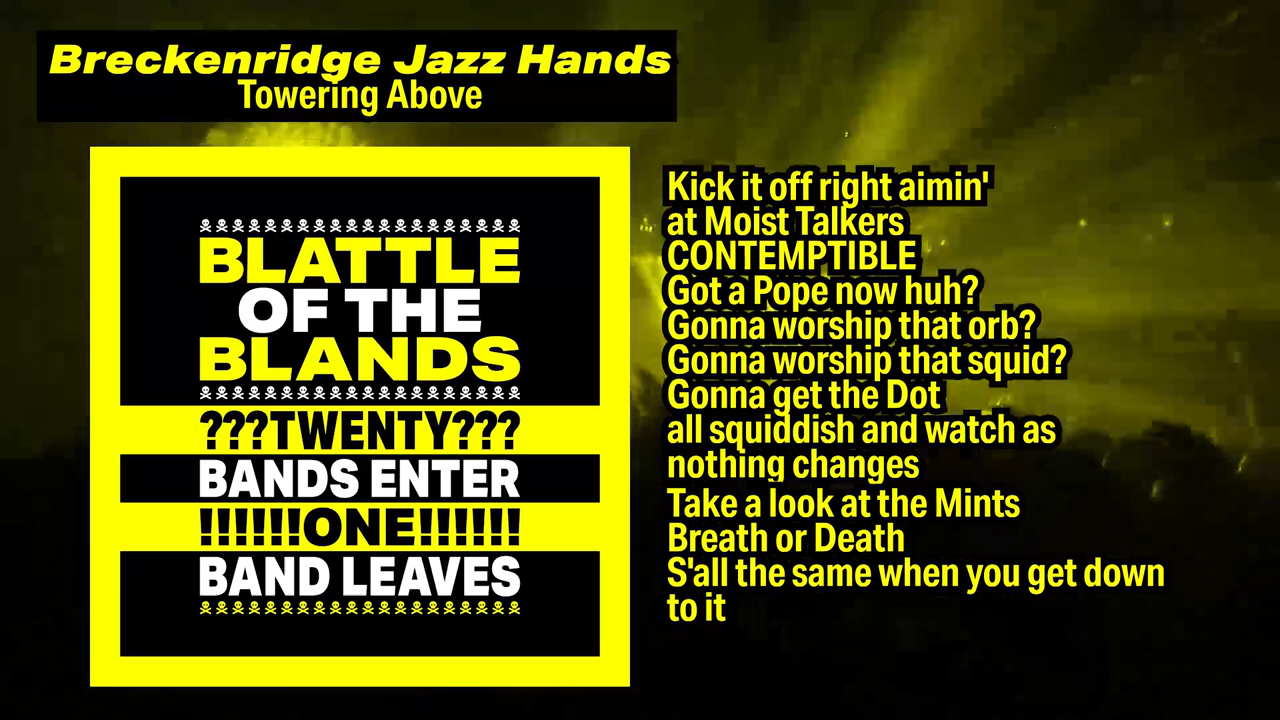 Breckenridge Jazz Hands
Towering Above
BLATTLE
OF THE
BLANDS
???TWENTY???
BANDS ENTER
!!!!!!ONE!!!!!!
BAND LEAVES
Kick it off right aimin'
at Moist Talkers
CONTEMPTIBLE
Got a Pope now huh?
Gonna worship that orb?
Gonna worship that squid?
Gonna get the Dot
all squiddish and watch as
nothing changes
Take a look at the Mints
Breath or Death
S'all the same when you get down
to it